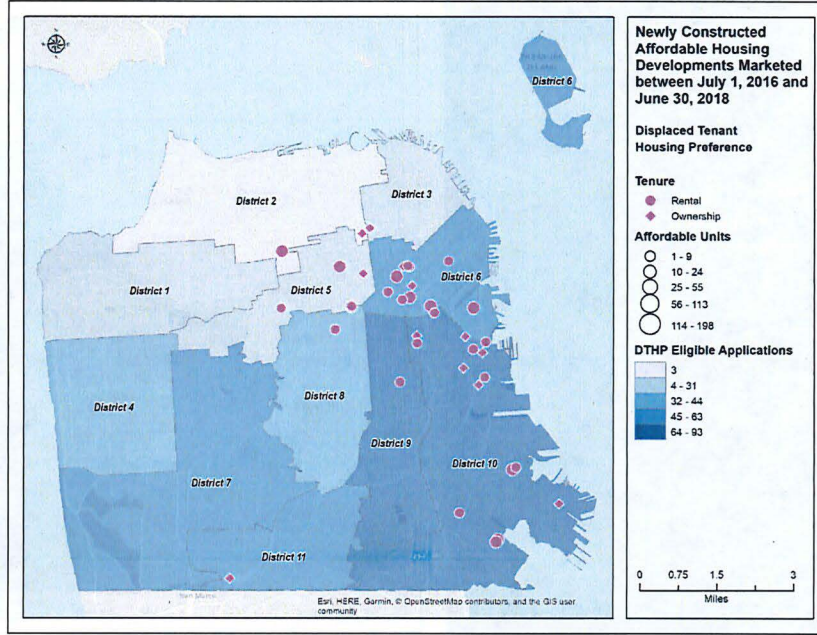 Newly Constructed
Affordable Housing
Developments Marketed
between July 1, 2016 and
June 30, 2018
Displaced Tenant
Housing Preference
Tenure
Rental
Ownership
Affordable Units
1 - 9
10 - 24
25 - 55
56 - 113
114 - 198
DTHP Eligible Applications
3
4 - 31
32 - 44
45 - 63
64 - 93
0 0.75 1.5 3
Miles
District 6
District 2
District 3
District 1
District 5
District 6
District 4
District 8
District 7
District 9
District 10
District 11
Esri, HERE, Garmin, © OpenStreetMap contributors, and the GIS user
community